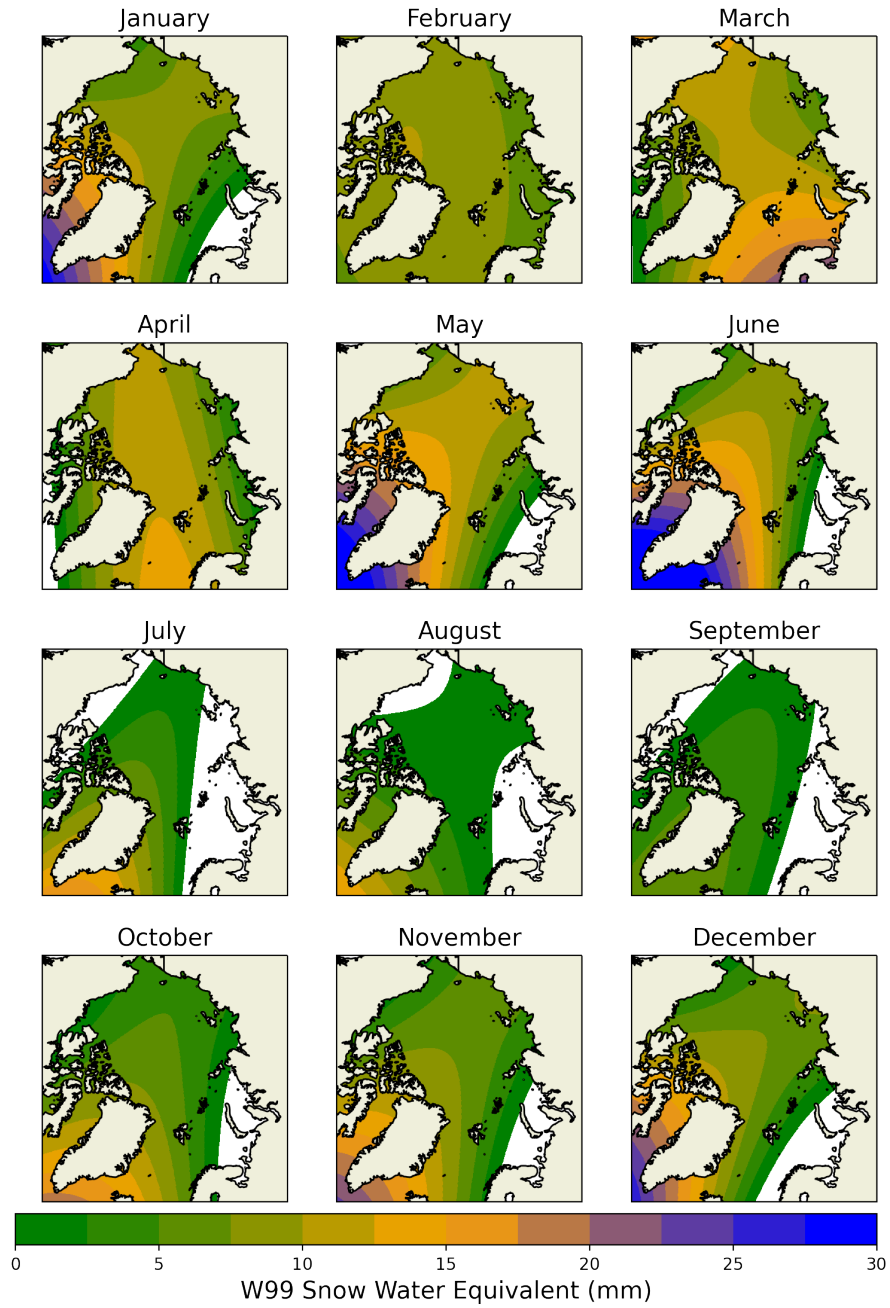 January February March
April May June
July August September
October November December
0 5 10 15 20 25 30
W99 Snow Water Equivalent (mm)